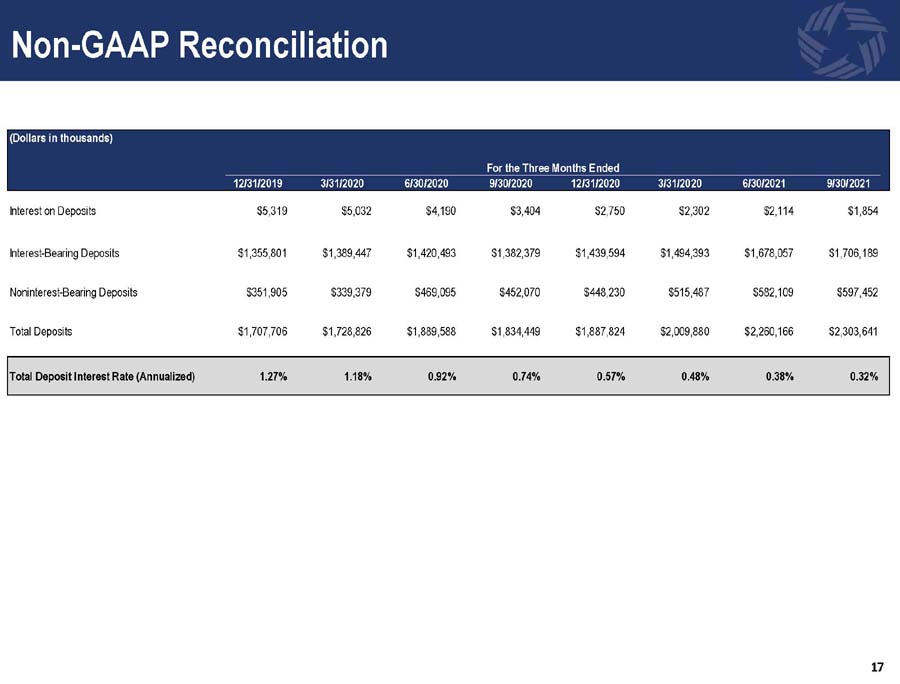 Non-GAAP Reconciliation
(Dollars in thousands)
For the Three Months Ended
12/31/2019 3/31/2020 6/30/2020 9/30/2020 12/31/2020 3/31/2020 6/30/2021 9/30/2021
Interest on Deposits $5,319 $5,032 $4,190 $3,404 $2,750 $2,302 $2,114 $1,854
Interest-Bearing Deposits $1,355,801 $1,389,447 $1,420,493 $1,382,379 $1,439,594 $1,494,393 $1,678,057 $1,706,189
Noninterest-Bearing Deposits $351,905 $339,379 $469,095 $452,070 $448,230 $515,487 $582,109 $597,452
Total Deposits $1,707,706 $1,728,826 $1,889,588 $1,834,449 $1,887,824 $2,009,880 $2,260,166 $2,303,641
Total Deposit Interest Rate (Annualized) 1.27% 1.18% 0.92% 0.74% 0.57% 0.48% 0.38% 0.32%
17